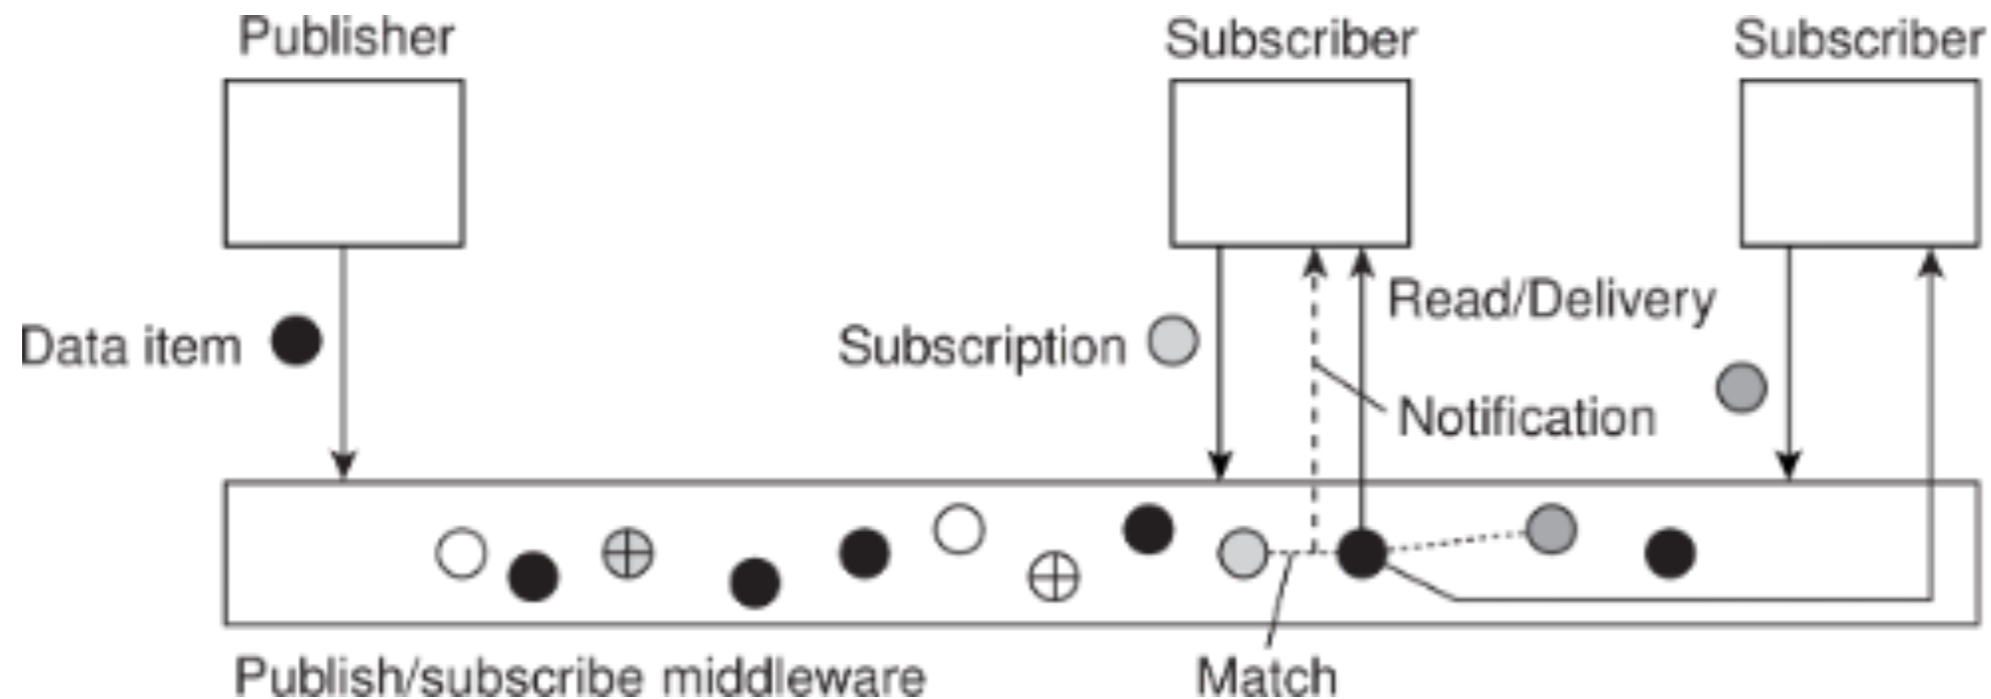 Publisher
Subscriber
Subscriber
Data item
Subscription
Read/Delivery
Notification
Publish/subscribe middleware
Match